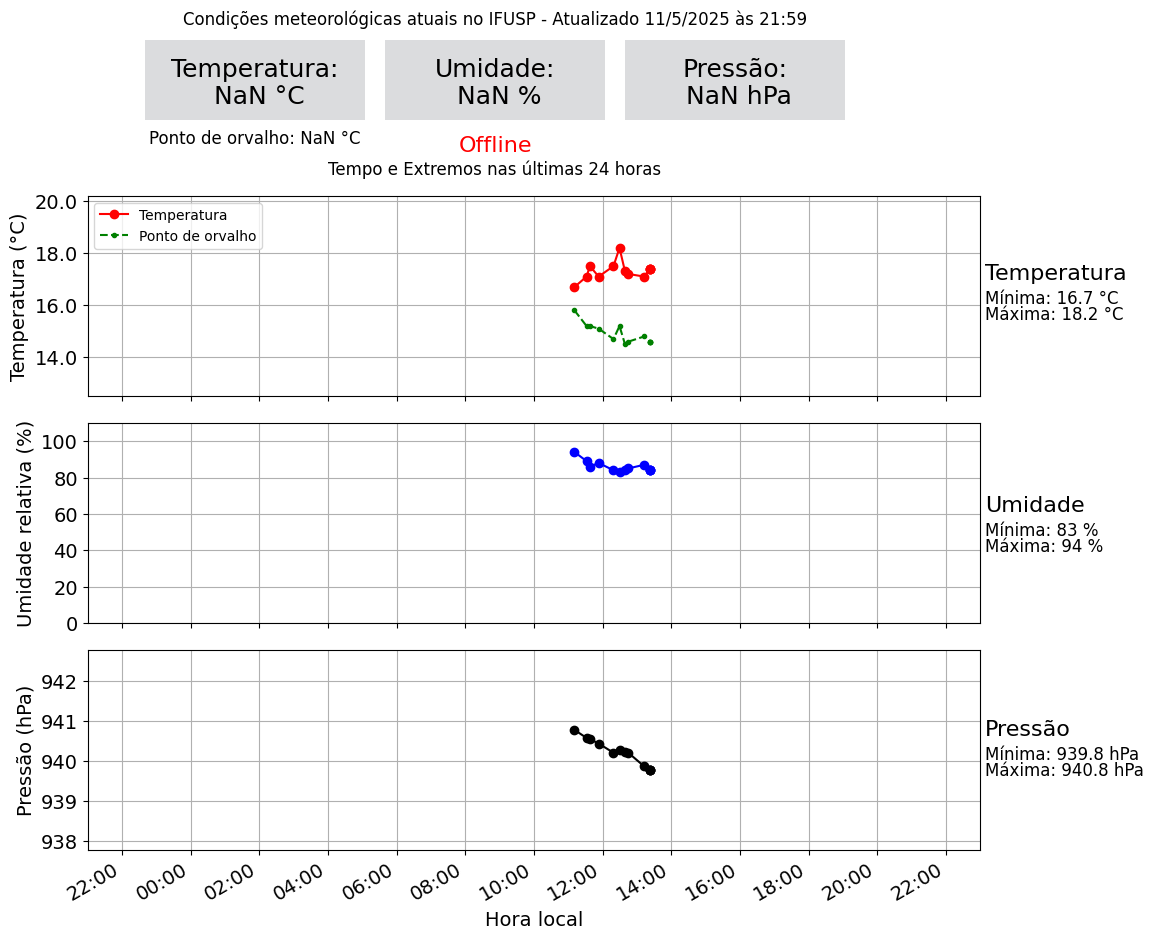 Condições meteorológicas atuais no IFUSP - Atualizado 11/5/2025 às 21:59
Temperatura:
NaN °C
Umidade:
NaN %
Pressão:
NaN hPa
Ponto de orvalho: NaN °C
Offline
Tempo e Extremos nas últimas 24 horas
Temperatura (°C)
20.0
18.0
16.0
14.0
Temperatura
Ponto de orvalho
Temperatura
Mínima: 16.7 °C
Máxima: 18.2 °C
Umidade relativa (%)
100
80
60
40
20
0
Umidade
Mínima: 83 %
Máxima: 94 %
Pressão (hPa)
942
941
940
939
938
Pressão
Mínima: 939.8 hPa
Máxima: 940.8 hPa
22:00 00:00 02:00 04:00 06:00 08:00 10:00 12:00 14:00 16:00 18:00 20:00 22:00
Hora local